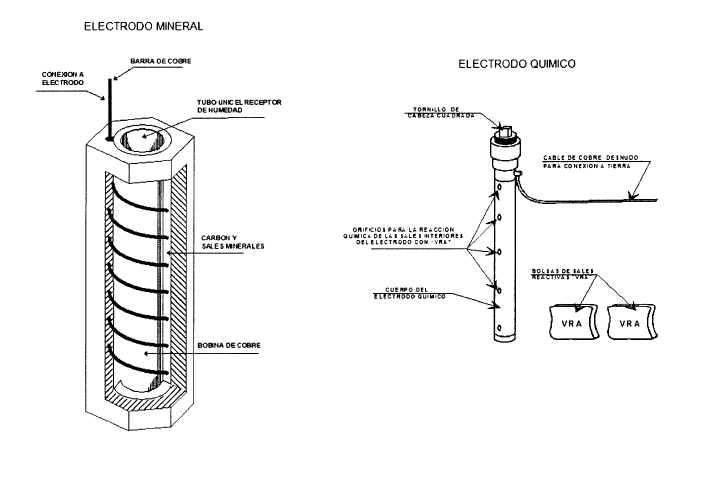 ELECTRODO MINERAL
BARRA DE COBRE
CONEXION A
ELECTRODO
TUBO UNICEL RECEPTOR
DE HUMEDAD
CARBON Y
SALES MINERALES
BOBINA DE COBRE
ELECTRODO QUIMICO
TORNILLO DE
CABEZA CUADRADA
CABLE DE COBRE DESNUDO
PARA CONEXION A TIERRA
ORIFICIOS PARA LA REACCION
QUIMICA DE LAS SALES INTERIORES
DEL ELECTRODO CON "VRA"
CUERPO DEL
ELECTRODO QUIMICO
BOLSAS DE SALES
REACTIVAS "VRA"
VRA
VRA